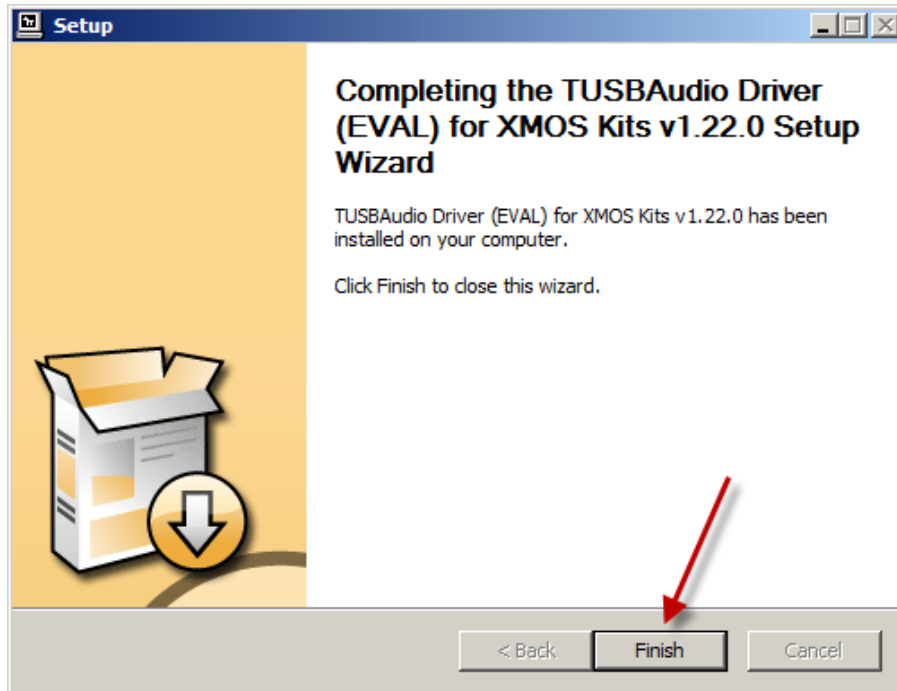 Setup
Completing the TUSBAudio Driver
(EVAL) for XMOS Kits v1.22.0 Setup
Wizard
TUSBAudio Driver (EVAL) for XMOS Kits v1.22.0 has been
installed on your computer.
Click Finish to close this wizard.
< Back Finish Cancel